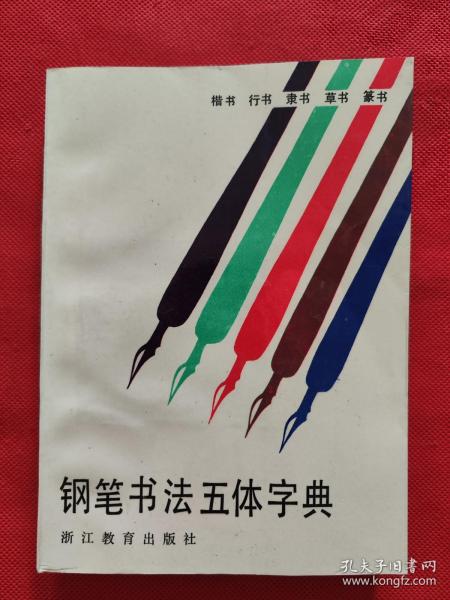 楷书 行书 隶书 草书 篆书
钢笔书法五体字典
浙江教育出版社
孔夫子旧书网
www.kongfz.com